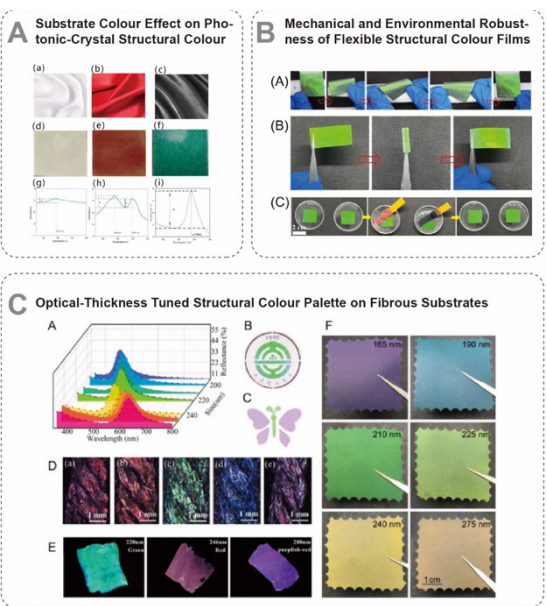 A
Substrate Colour Effect on Pho-
tonic-Crystal Structural Colour
(a)
(b)
(c)
(d)
(e)
(f)
(g)
(h)
(i)
B
Mechanical and Environmental Robust-
ness of Flexible Structural Colour Films
(A)
(B)
(C)
2 cm
C
Optical-Thickness Tuned Structural Colour Palette on Fibrous Substrates
A
Reflectance (%)
55
44
33
22
11
200
220
240
Size(nm)
400
500
600
700
800
Wavelength (nm)
B
C
D
(a)
(b)
(c)
(d)
(e)
1 mm
1 mm
1 mm
1 mm
1 mm
E
220nm
Green
246nm
Red
280nm
purplish-red
F
165 nm
190 nm
210 nm
225 nm
240 nm
275 nm
1 cm